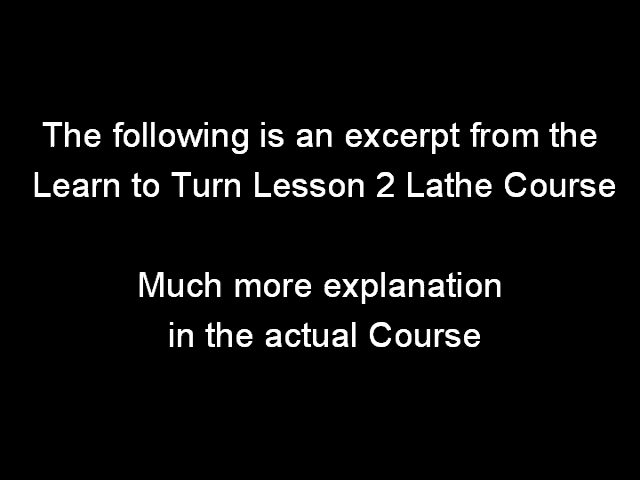 The following is an excerpt from the
Learn to Turn Lesson 2 Lathe Course
Much more explanation
in the actual Course